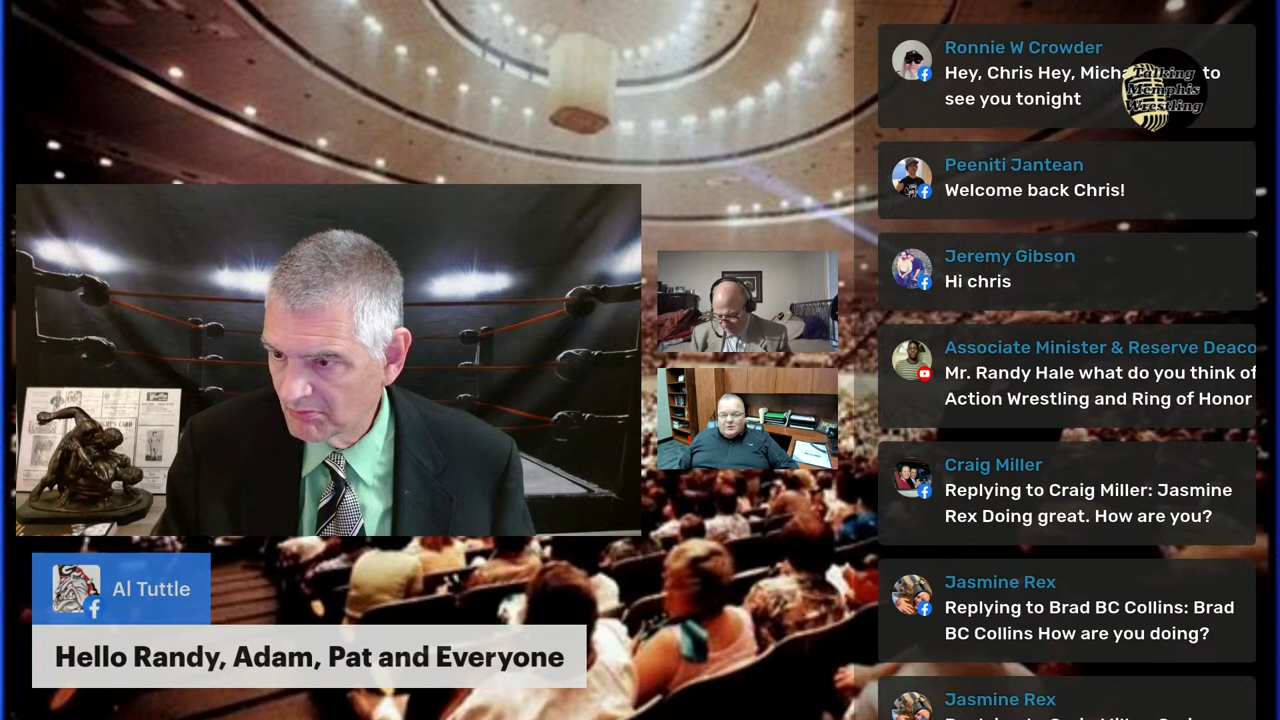 Ronnie W Crowder
Hey, Chris Hey, Micha to
see you tonight
Talking
Memphis
Wrestling
Peeniti Jantean
Welcome back Chris!
Jeremy Gibson
Hi chris
Associate Minister & Reserve Deaco
Mr. Randy Hale what do you think of
Action Wrestling and Ring of Honor
Craig Miller
Replying to Craig Miller: Jasmine
Rex Doing great. How are you?
Jasmine Rex
Replying to Brad BC Collins: Brad
BC Collins How are you doing?
Jasmine Rex
Al Tuttle
Hello Randy, Adam, Pat and Everyone